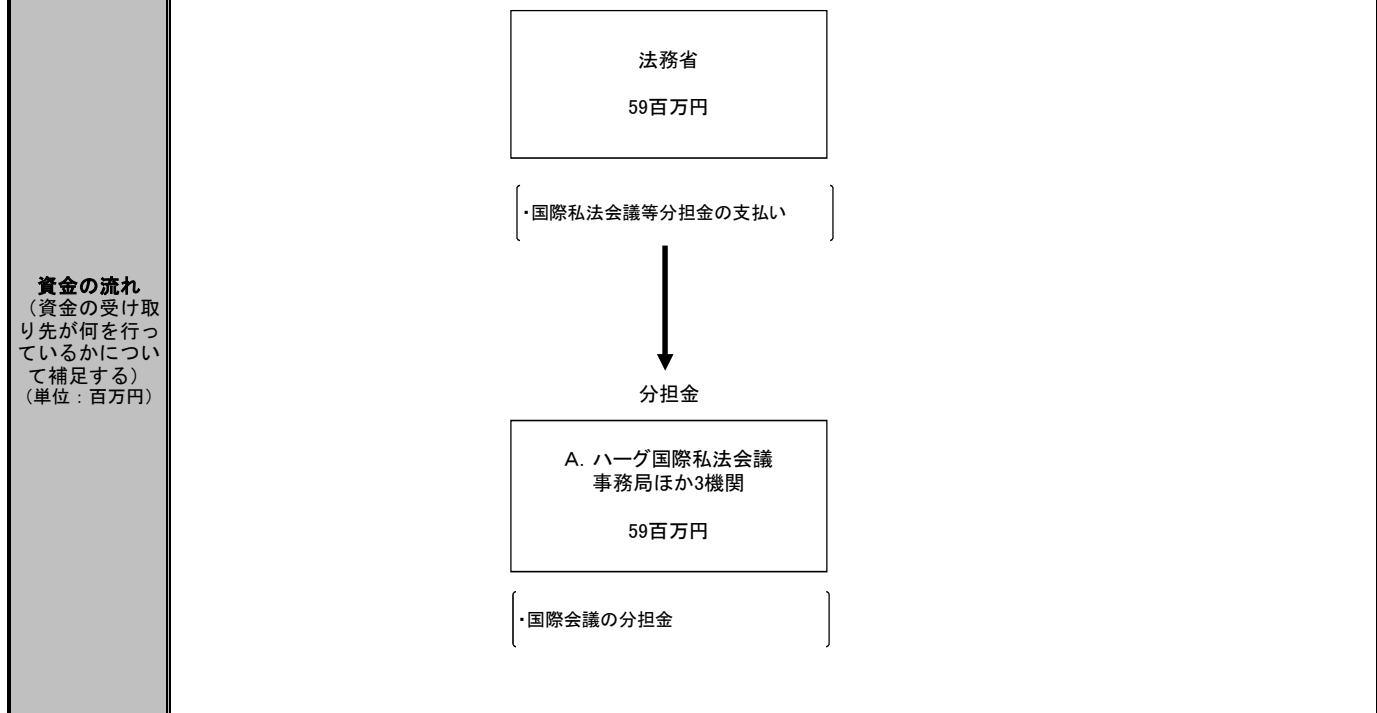 資金の流れ
（資金の受け取
り先が何を行っ
ているかについ
て補足する）
（単位：百万円）
法務省
59百万円
・国際私法会議等分担金の支払い
分担金
A. ハーグ国際私法会議
事務局ほか3機関
59百万円
・国際会議の分担金